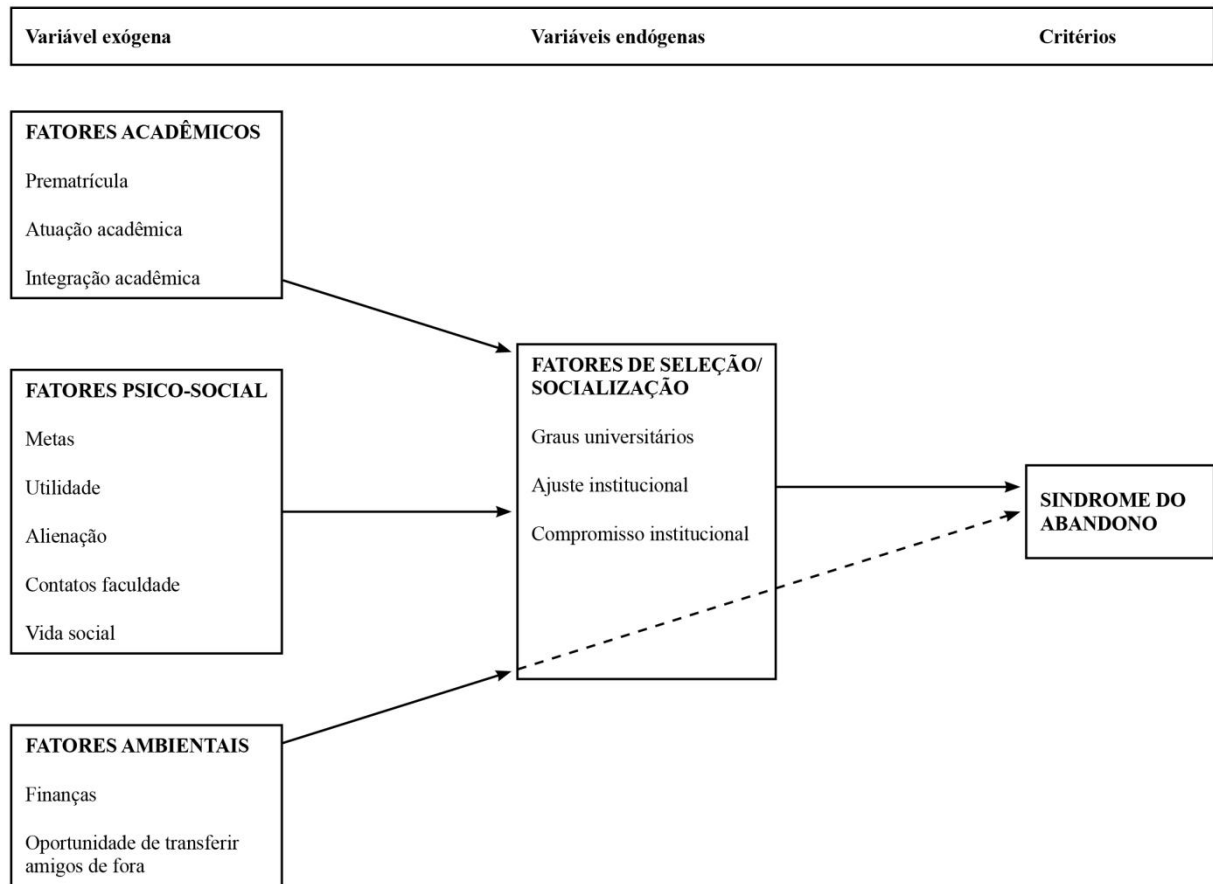 Variável exógena
Variáveis endógenas
Critérios
FATORES ACADÊMICOS
Prematrícula
Atuação acadêmica
Integração acadêmica
FATORES PSICO-SOCIAL
Metas
Utilidade
Alienação
Contatos faculdade
Vida social
FATORES AMBIENTAIS
Finanças
Oportunidade de transferir
amigos de fora
FATORES DE SELEÇÃO/
SOCIALIZAÇÃO
Graus universitários
Ajuste institucional
Compromisso institucional
SINDROME DO
ABANDONO